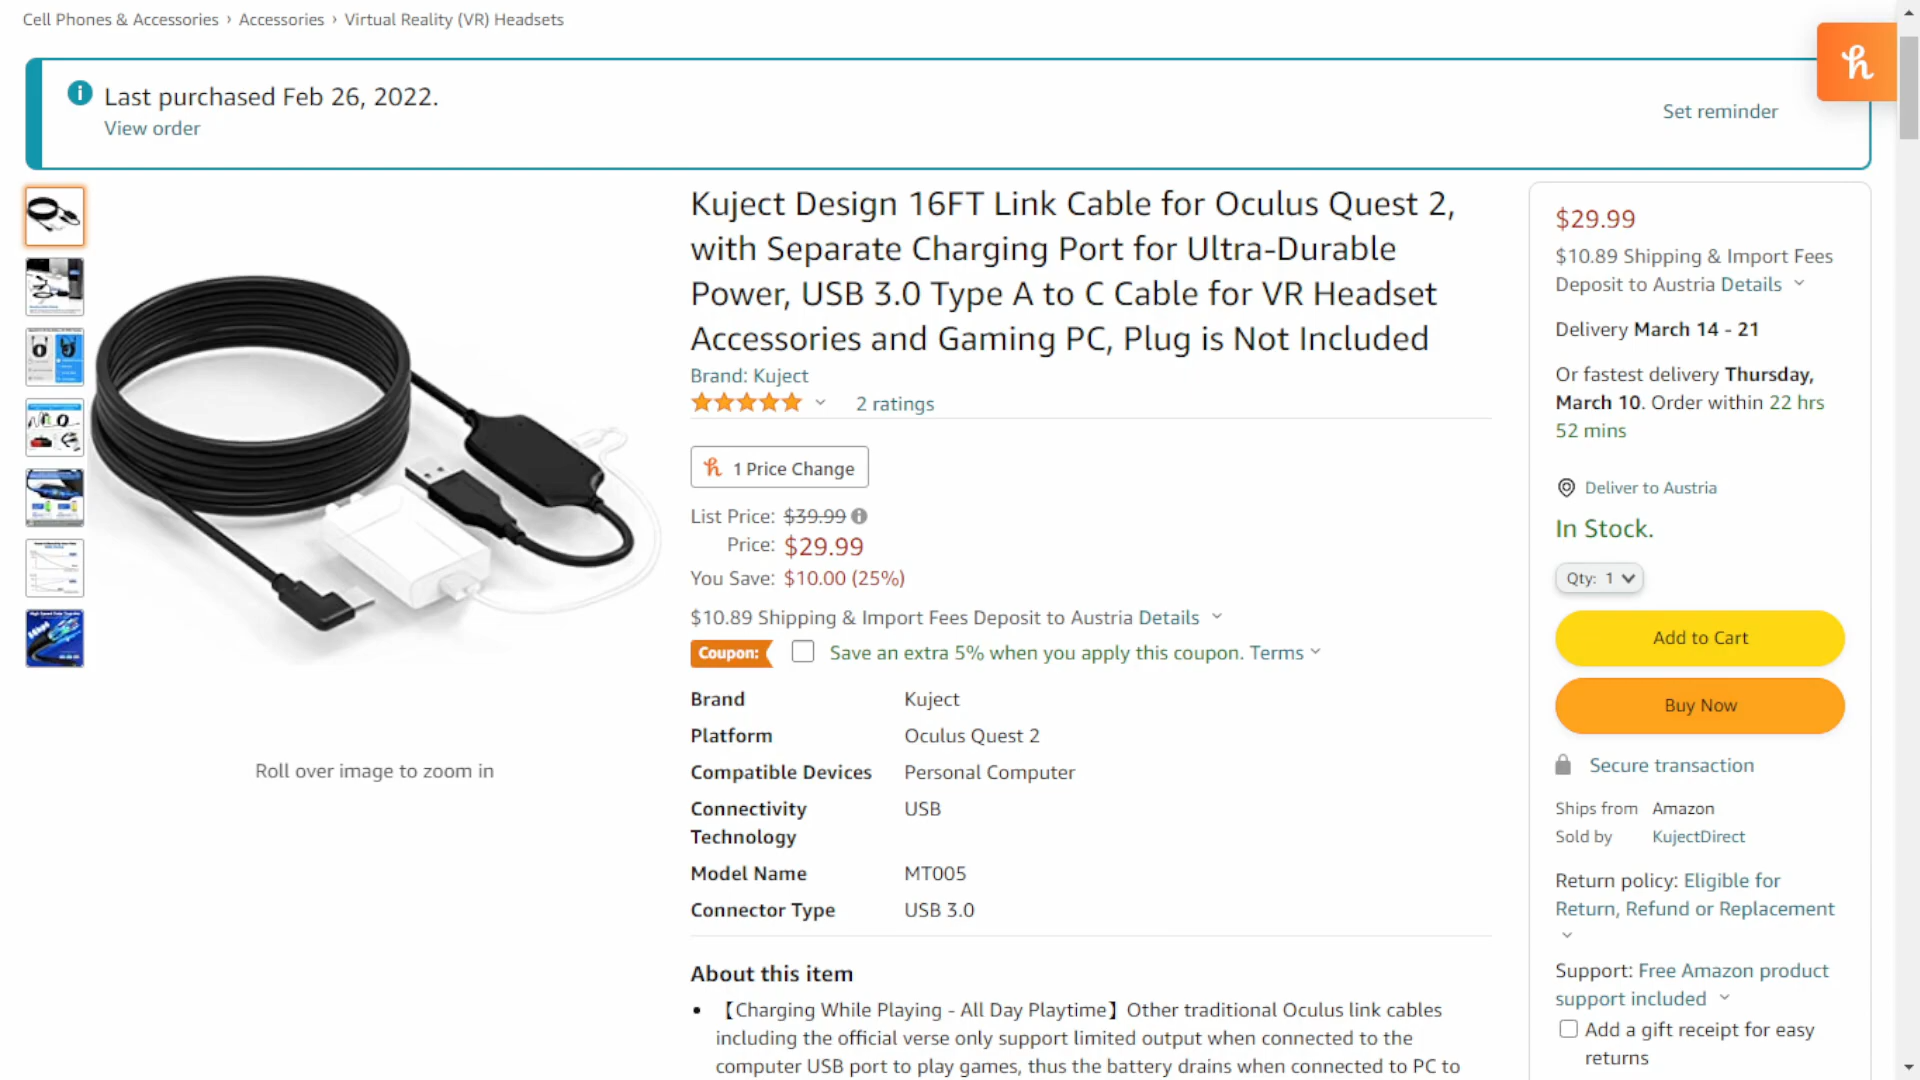 Cell Phones & Accessories › Accessories › Virtual Reality (VR) Headsets
Last purchased Feb 26, 2022.
View order
Set reminder
Kuject Design 16FT Link Cable for Oculus Quest 2,
with Separate Charging Port for Ultra-Durable
Power, USB 3.0 Type A to C Cable for VR Headset
Accessories and Gaming PC, Plug is Not Included
Brand: Kuject
2 ratings
1 Price Change
List Price: $39.99
Price: $29.99
You Save: $10.00 (25%)
$10.89 Shipping & Import Fees Deposit to Austria Details
Coupon: Save an extra 5% when you apply this coupon. Terms
Brand Kuject
Platform Oculus Quest 2
Compatible Devices Personal Computer
Connectivity USB
Technology
Model Name MT005
Connector Type USB 3.0
About this item
• 【Charging While Playing - All Day Playtime】Other traditional Oculus link cables
including the official verse only support limited output when connected to the
computer USB port to play games, thus the battery drains when connected to PC to
Roll over image to zoom in
$29.99
$10.89 Shipping & Import Fees
Deposit to Austria Details
Delivery March 14 - 21
Or fastest delivery Thursday,
March 10. Order within 22 hrs
52 mins
Deliver to Austria
In Stock.
Qty: 1
Add to Cart
Buy Now
Secure transaction
Ships from Amazon
Sold by KujectDirect
Return policy: Eligible for
Return, Refund or Replacement
Support: Free Amazon product
support included
Add a gift receipt for easy
returns